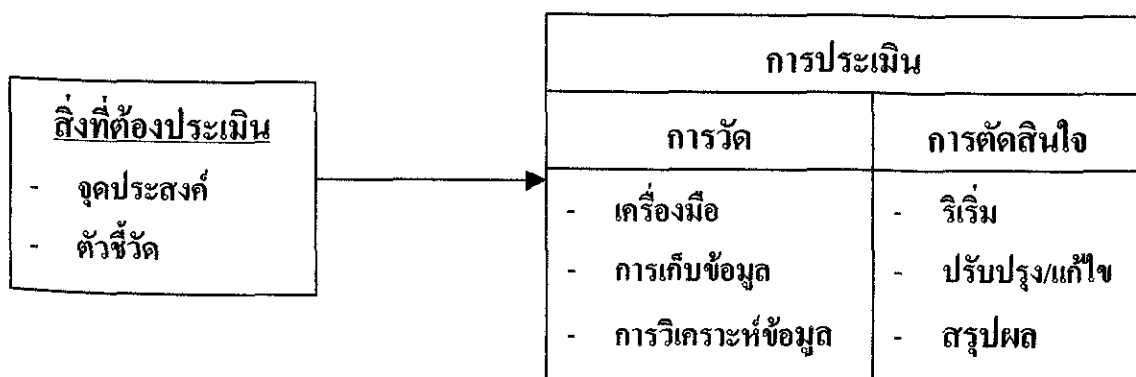 สิ่งที่ต้องประเมิน
- จุดประสงค์
- ตัวชี้วัด
การประเมิน
การวัด
- เครื่องมือ
- การเก็บข้อมูล
- การวิเคราะห์ข้อมูล
การตัดสินใจ
- ริเริ่ม
- ปรับปรุง/แก้ไข
- สรุปผล